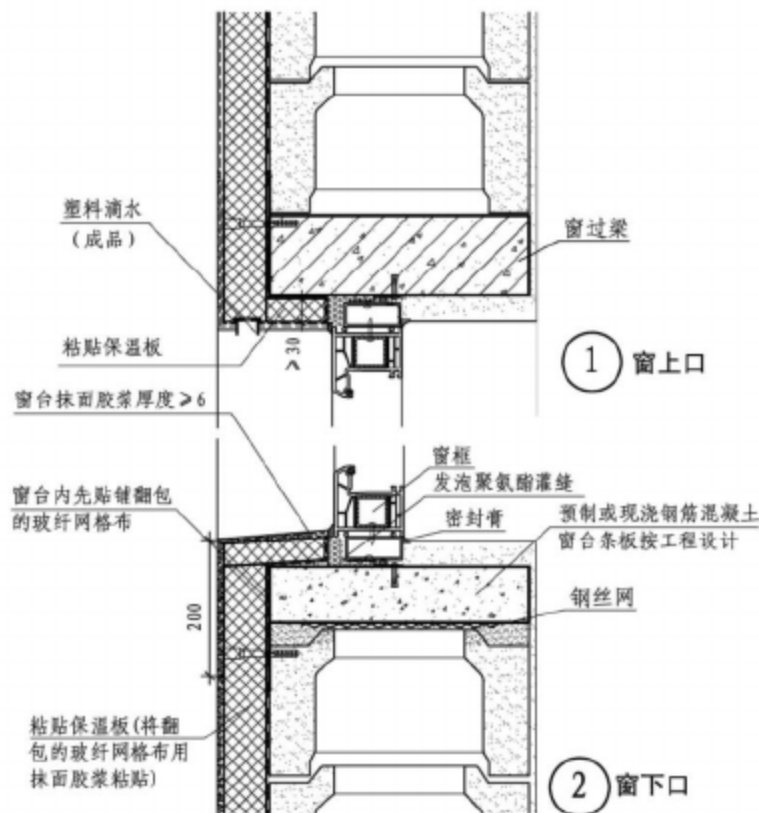 塑料滴水
(成品)
窗过梁
粘贴保温板
≥30
1 窗上口
窗台抹面胶浆厚度≥6
窗框
发泡聚氨酯灌缝
窗台内先贴铺翻包
的玻纤网格布
密封膏
预制或现浇钢筋混凝土
窗台条板按工程设计
钢丝网
200
粘贴保温板(将翻
包的玻纤网格布用
抹面胶浆粘贴)
2 窗下口